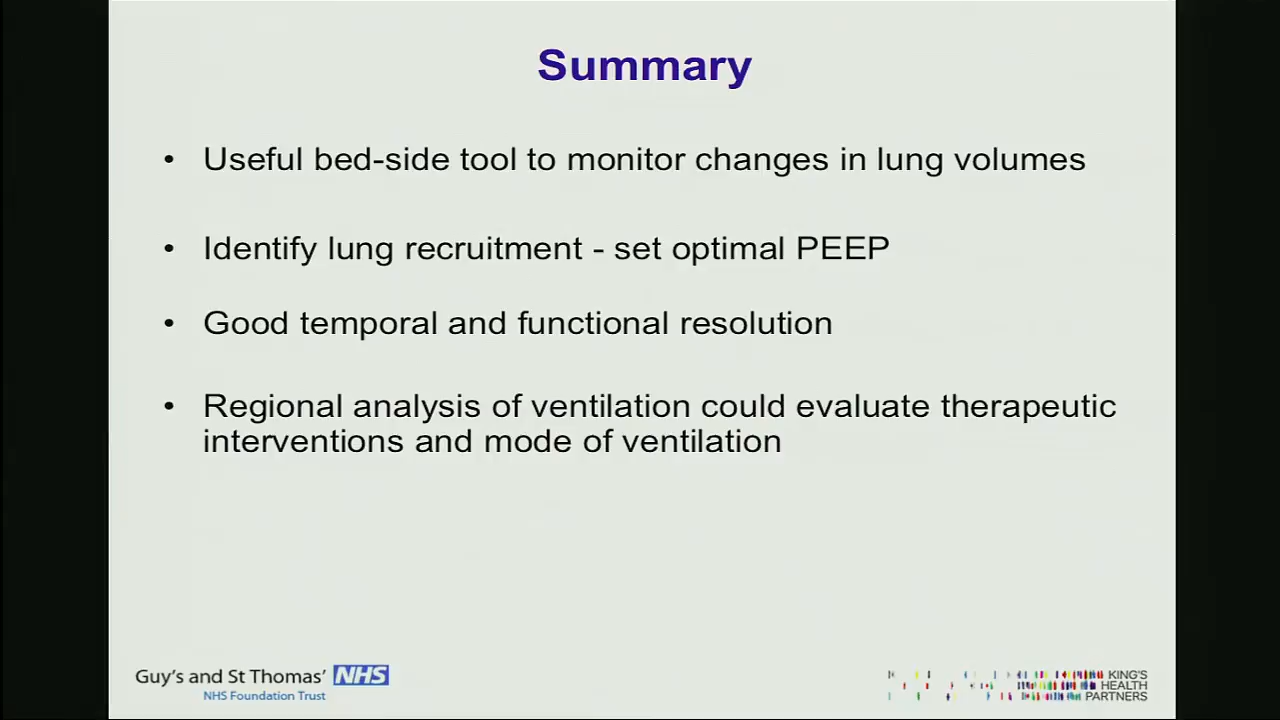 Summary
• Useful bed-side tool to monitor changes in lung volumes
• Identify lung recruitment - set optimal PEEP
• Good temporal and functional resolution
• Regional analysis of ventilation could evaluate therapeutic
interventions and mode of ventilation
Guy's and St Thomas' NHS
NHS Foundation Trust
KING'S
HEALTH
PARTNERS